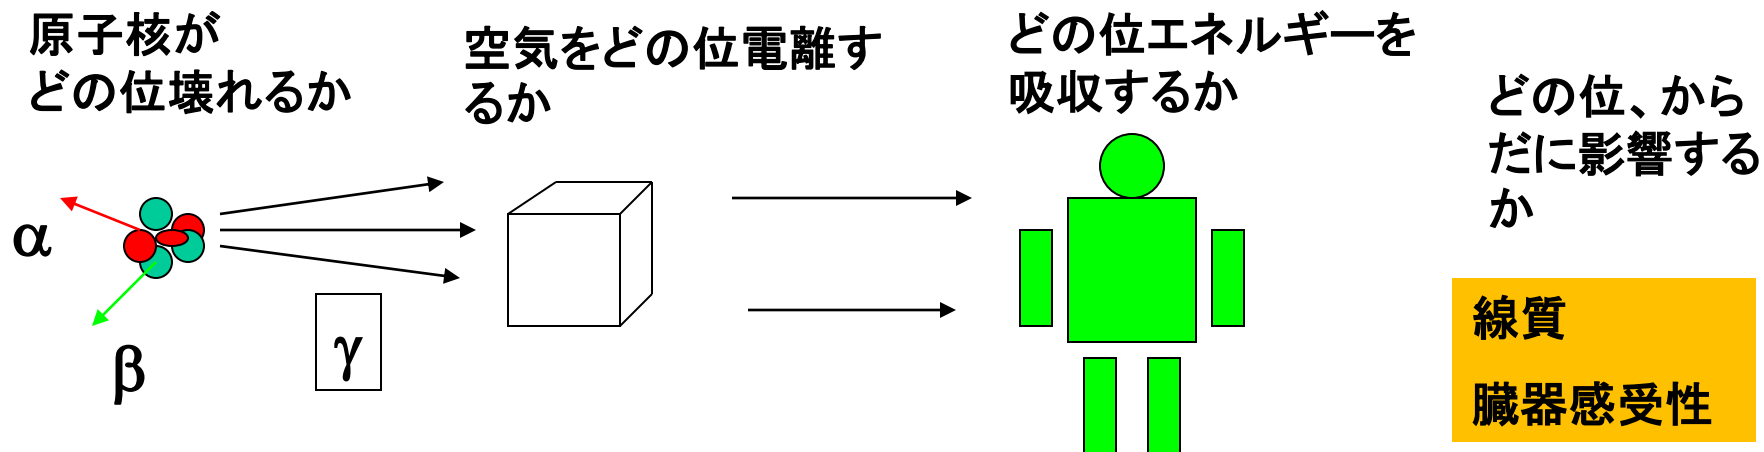 原子核が
どの位壊れるか
空気をどの位電離す
るか
どの位エネルギーを
吸収するか
どの位、から
だに影響する
か
α
β
γ
線質
臓器感受性